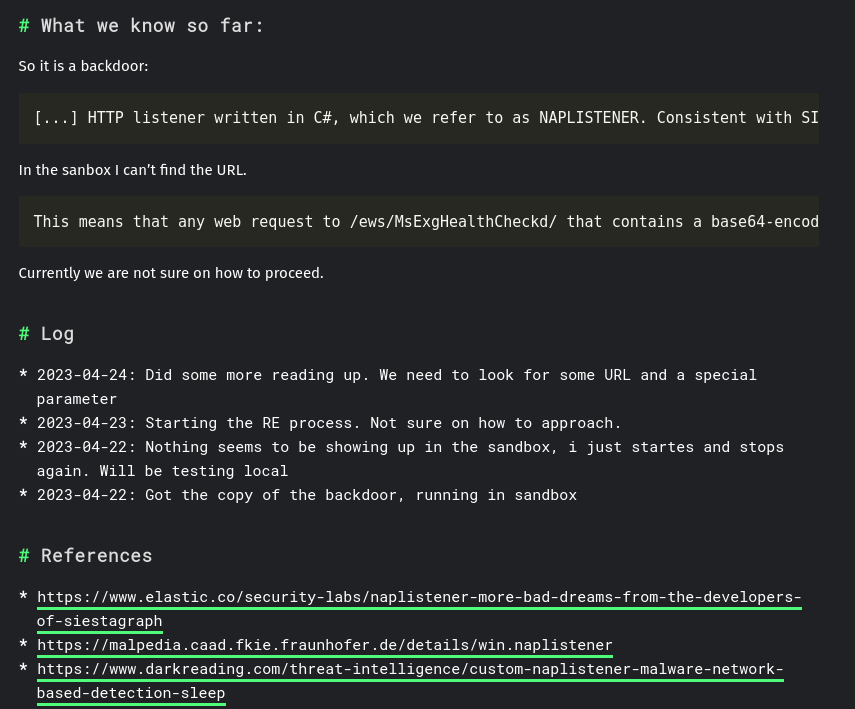 # What we know so far:
So it is a backdoor:
[...] HTTP listener written in C#, which we refer to as NAPLISTENER. Consistent with SI
In the sanbox I can't find the URL.
This means that any web request to /ews/MsExgHealthCheckd/ that contains a base64-encod
Currently we are not sure on how to proceed.
# Log
* 2023-04-24: Did some more reading up. We need to look for some URL and a special
parameter
* 2023-04-23: Starting the RE process. Not sure on how to approach.
* 2023-04-22: Nothing seems to be showing up in the sandbox, i just startes and stops
again. Will be testing local
* 2023-04-22: Got the copy of the backdoor, running in sandbox
# References
* https://www.elastic.co/security-labs/naplistener-more-bad-dreams-from-the-developers-
of-siestagraph
* https://malpedia.caad.fkie.fraunhofer.de/details/win.naplistener
* https://www.darkreading.com/threat-intelligence/custom-naplistener-malware-network-
based-detection-sleep